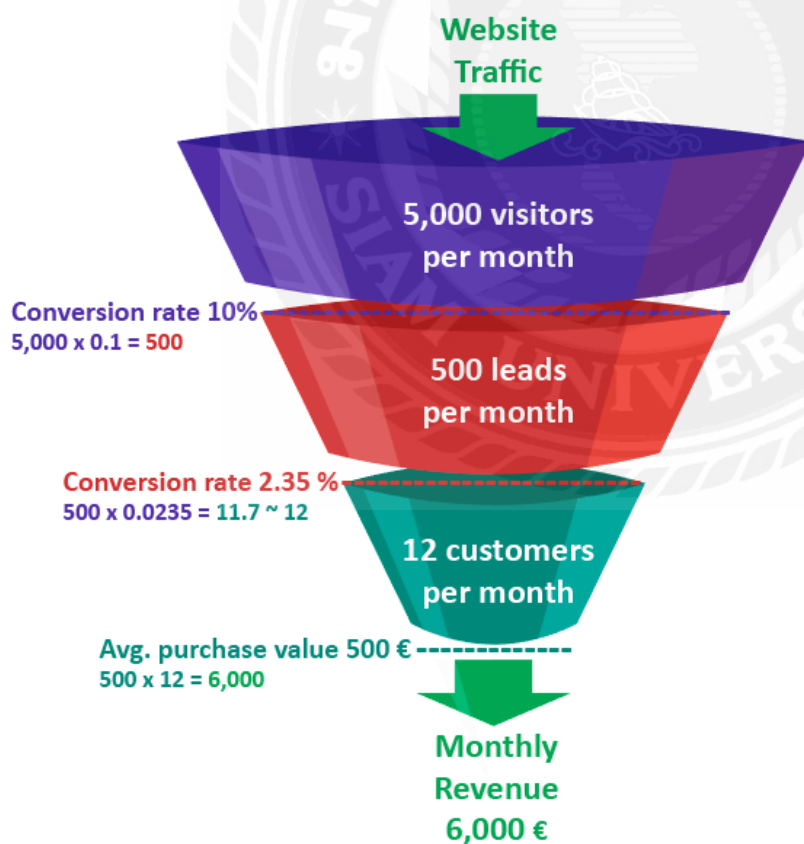 Website
Traffic
5,000 visitors
per month
Conversion rate 10%
5,000 x 0.1 = 500
500 leads
per month
Conversion rate 2.35 %
500 x 0.0235 = 11.7 ~ 12
12 customers
per month
Avg. purchase value 500 €
500 x 12 = 6,000
Monthly
Revenue
6,000 €
SIAM UNIVERS